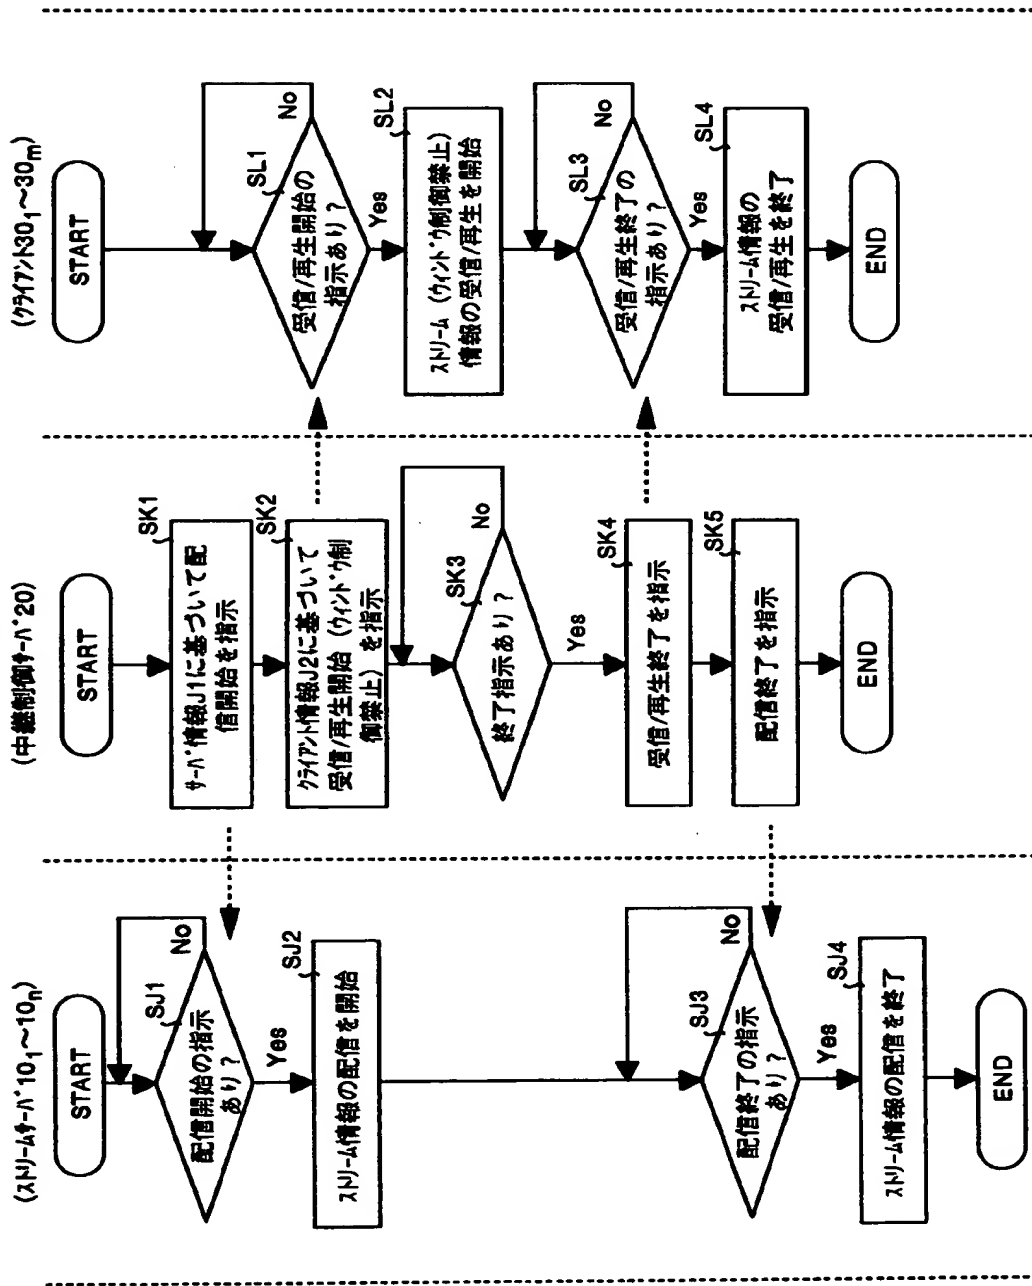 (ストリームサーバ10₁~10ₙ)
START
SJ1
配信開始の指示
あり?
No
Yes
SJ2
ストリーム情報の配信を開始
SJ3
配信終了の指示
あり?
No
Yes
SJ4
ストリーム情報の配信を終了
END
(中継制御サーバ20)
START
SK1
サーバ情報J1に基づいて配
信開始を指示
SK2
クライアント情報J2に基づいて
受信/再生開始(ウィンドウ制
御禁止)を指示
SK3
終了指示あり?
No
Yes
SK4
受信/再生終了を指示
SK5
配信終了を指示
END
(クライアント30₁~30ₘ)
START
SL1
受信/再生開始の
指示あり?
No
Yes
SL2
ストリーム(ウィンドウ制御禁止)
情報の受信/再生を開始
SL3
受信/再生終了の
指示あり?
No
Yes
SL4
ストリーム情報の
受信/再生を終了
END